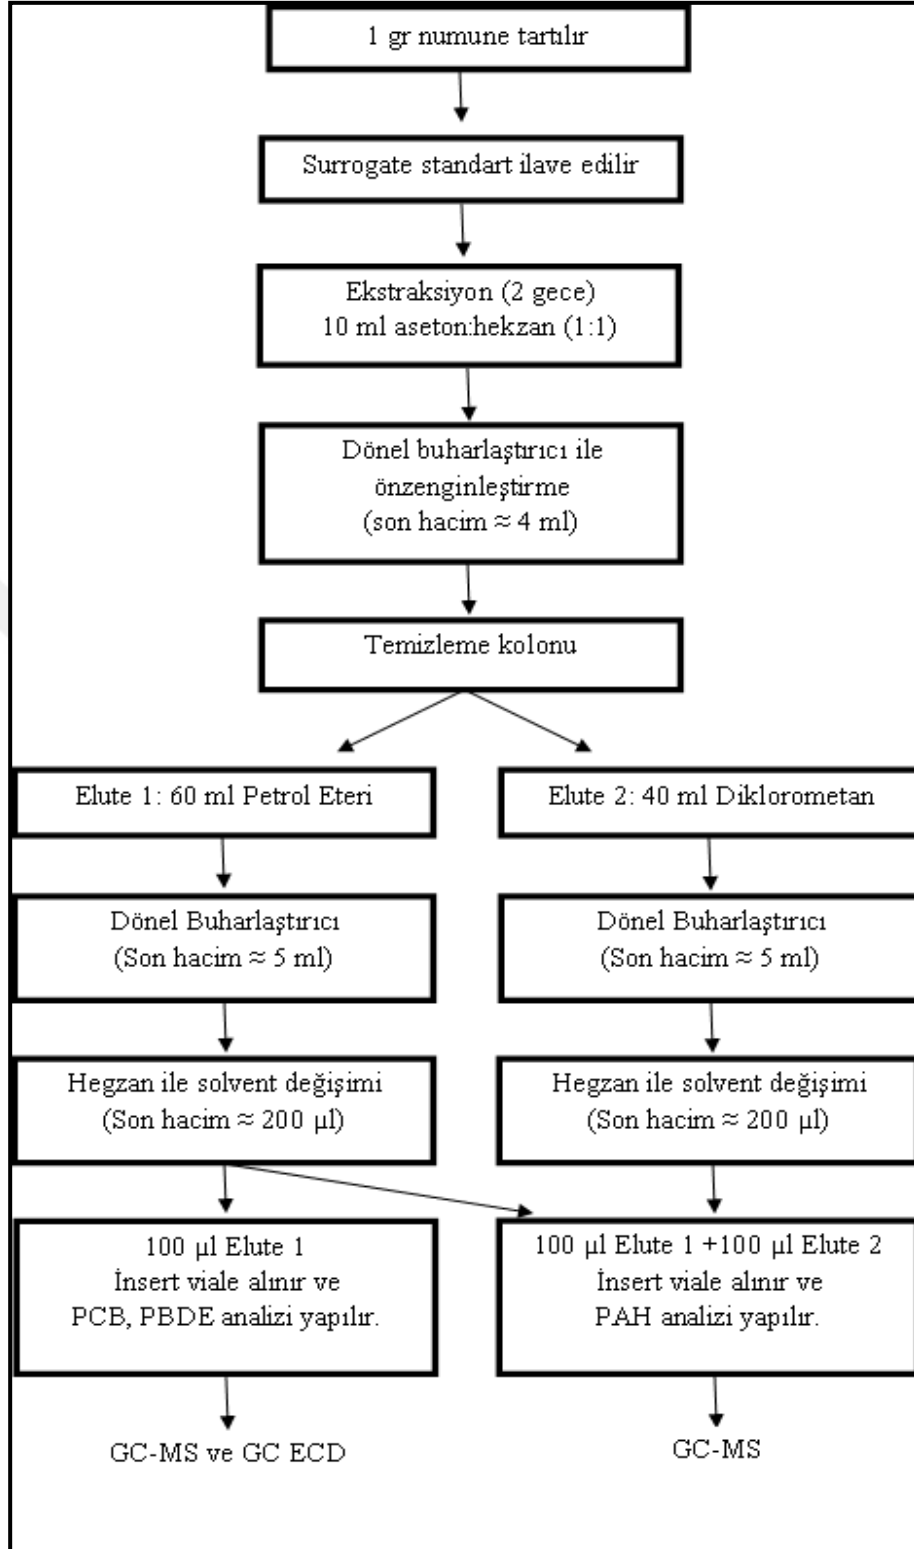 1 gr numune tartılır
Surrogate standart ilave edilir
Ekstraksiyon (2 gece)
10 ml aseton:hekzan (1:1)
Dönel buharlaştırıcı ile
önzenginleştirme
(son hacim ≈ 4 ml)
Temizleme kolonu
Elute 1: 60 ml Petrol Eteri
Dönel Buharlaştırıcı
(Son hacim ≈ 5 ml)
Hegzan ile solvent değişimi
(Son hacim ≈ 200 µl)
100 µl Elute 1
İnsert viale alınır ve
PCB, PBDE analizi yapılır.
GC-MS ve GC ECD
Elute 2: 40 ml Diklorometan
Dönel Buharlaştırıcı
(Son hacim ≈ 5 ml)
Hegzan ile solvent değişimi
(Son hacim ≈ 200 µl)
100 µl Elute 1 +100 µl Elute 2
İnsert viale alınır ve
PAH analizi yapılır.
GC-MS